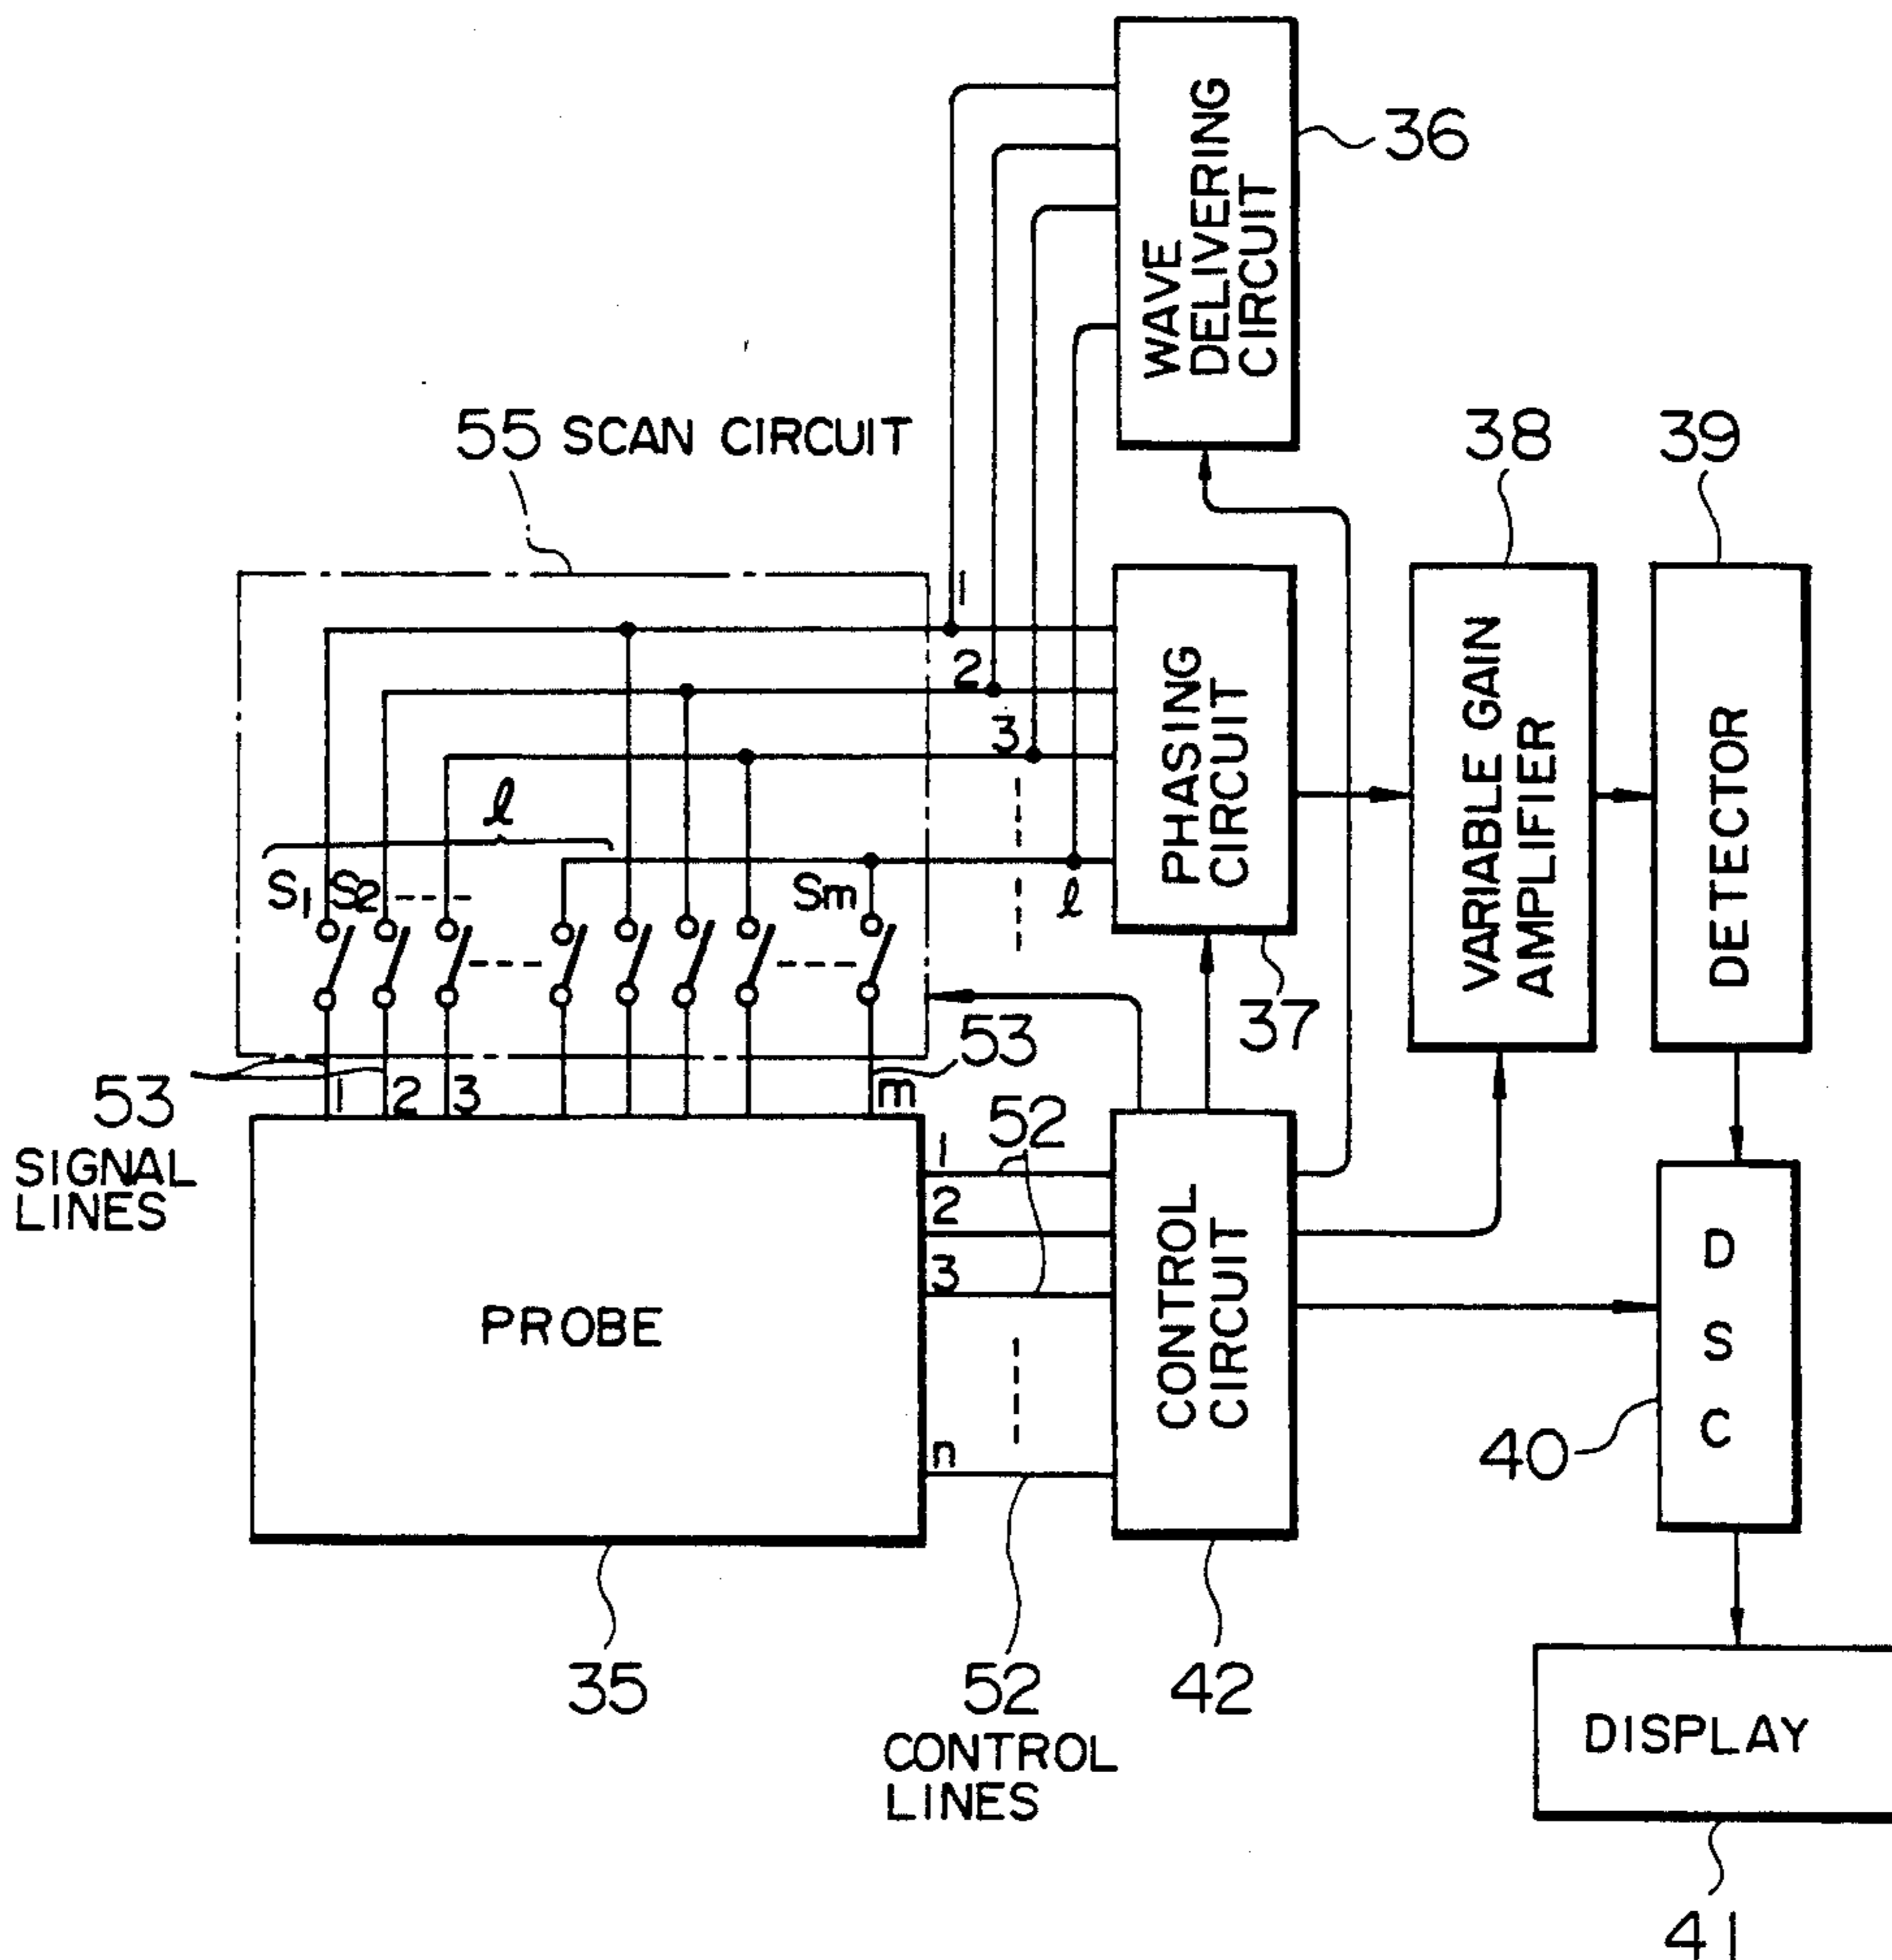 WAVE
DELIVERING
CIRCUIT
36
55 SCAN CIRCUIT
38
39
1
2
3
ℓ
ℓ
S1 S2 ----
Sm
PHASING
CIRCUIT
37
VARIABLE GAIN
AMPLIFIER
DETECTOR
53
SIGNAL
LINES
1 2 3
m
53
52
1
2
3
n
PROBE
35
CONTROL
CIRCUIT
42
52
CONTROL
LINES
D
S
C
40
DISPLAY
41